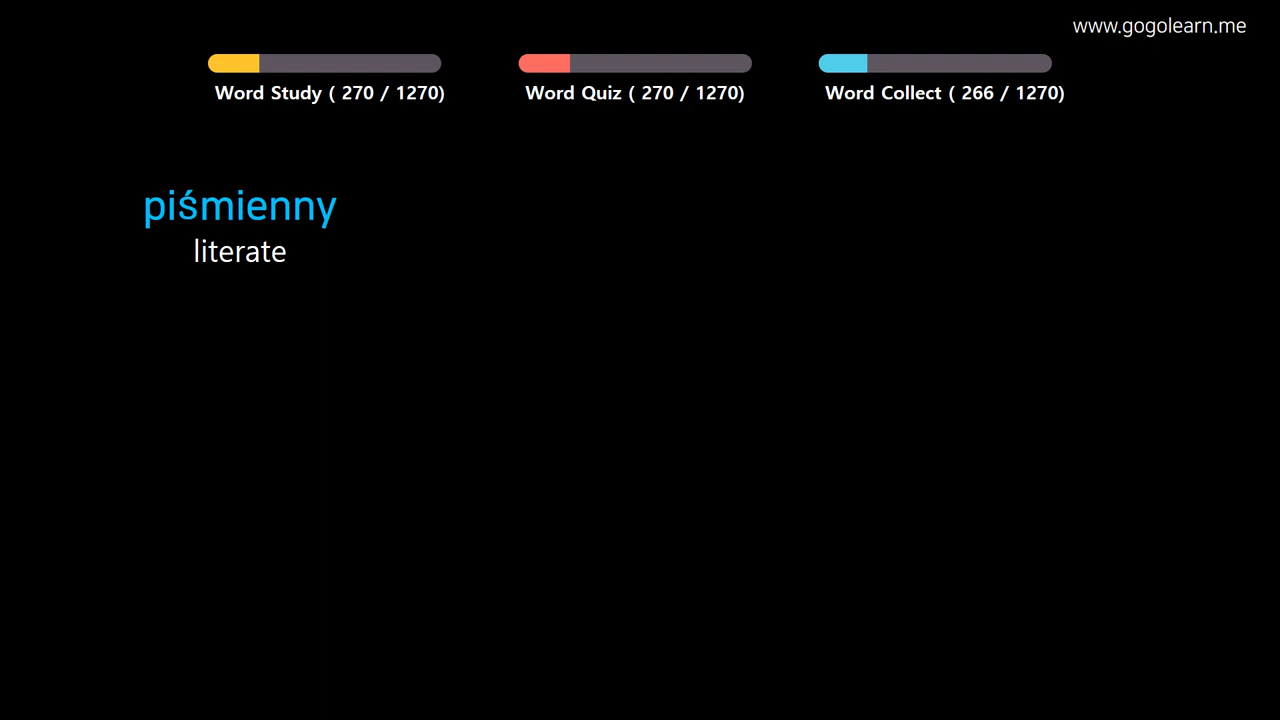 www.gogolearn.me
Word Study ( 270 / 1270)
Word Quiz ( 270 / 1270)
Word Collect ( 266 / 1270)
piśmienny
literate